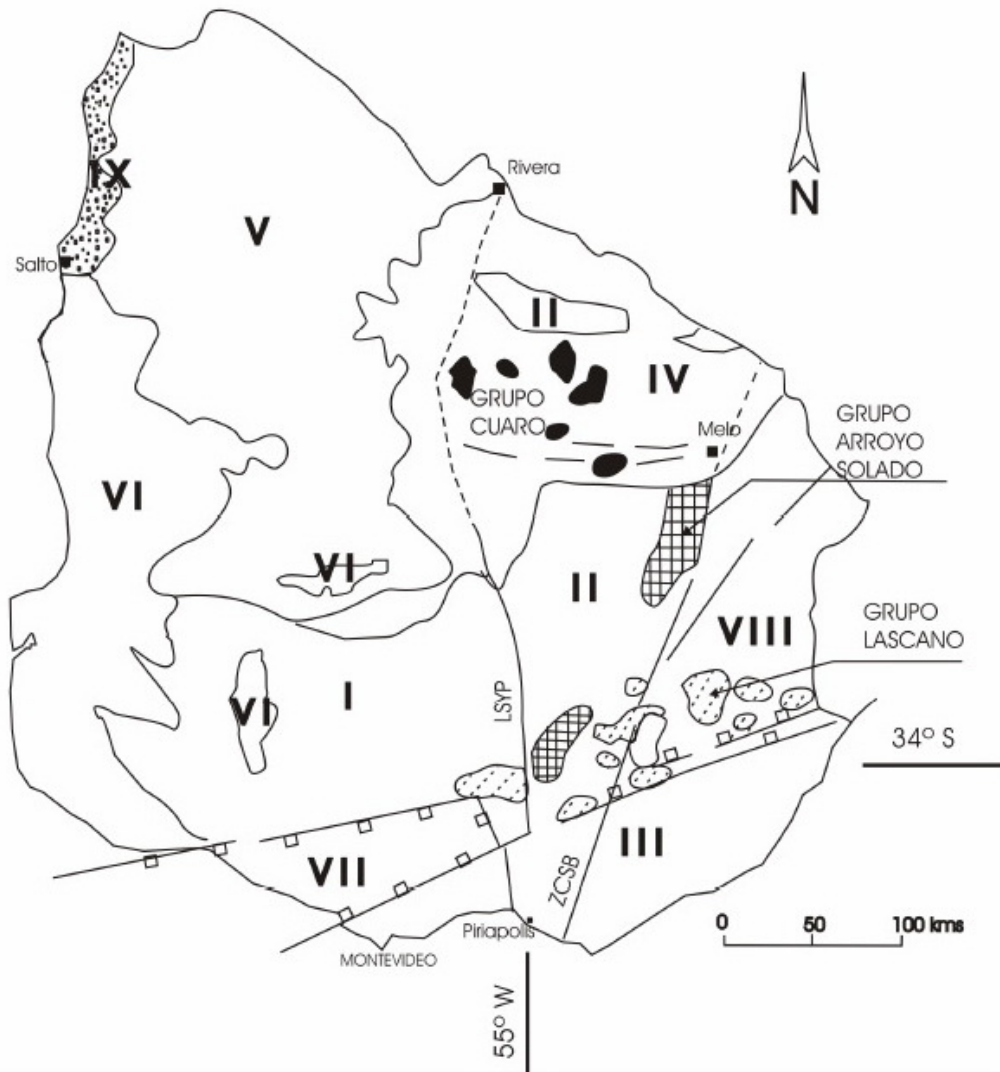 Rivera
N
IX
V
Salto
II
IV
GRUPO
CUARO
Melo
GRUPO
ARROYO
SOLADO
VI
VI
II
VIII
GRUPO
LASCANO
VI
I
LSYP
34° S
III
VII
ZCSB
0 50 100 kms
Piriapolis
MONTEVIDEO
55° W